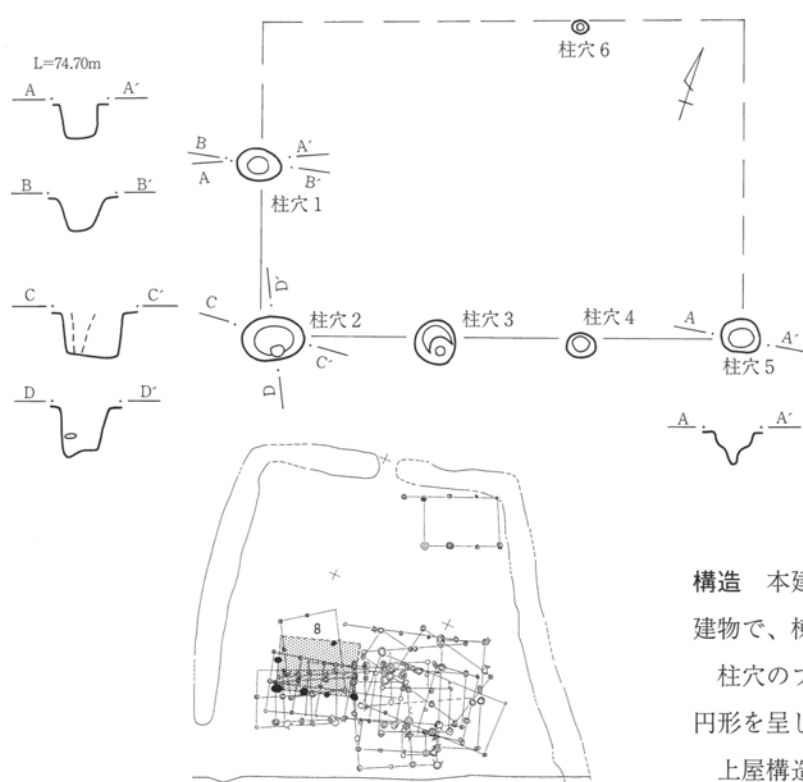 L=74.70m
A A´
B B´
C C´
D D´
柱穴6
B A´
A B´
柱穴1
D´
C 柱穴2 柱穴3 柱穴4 A 柱穴5 A´
C´
D
A A´
8
構造 本建
建物で、
柱穴の
円形を呈し
上屋構造